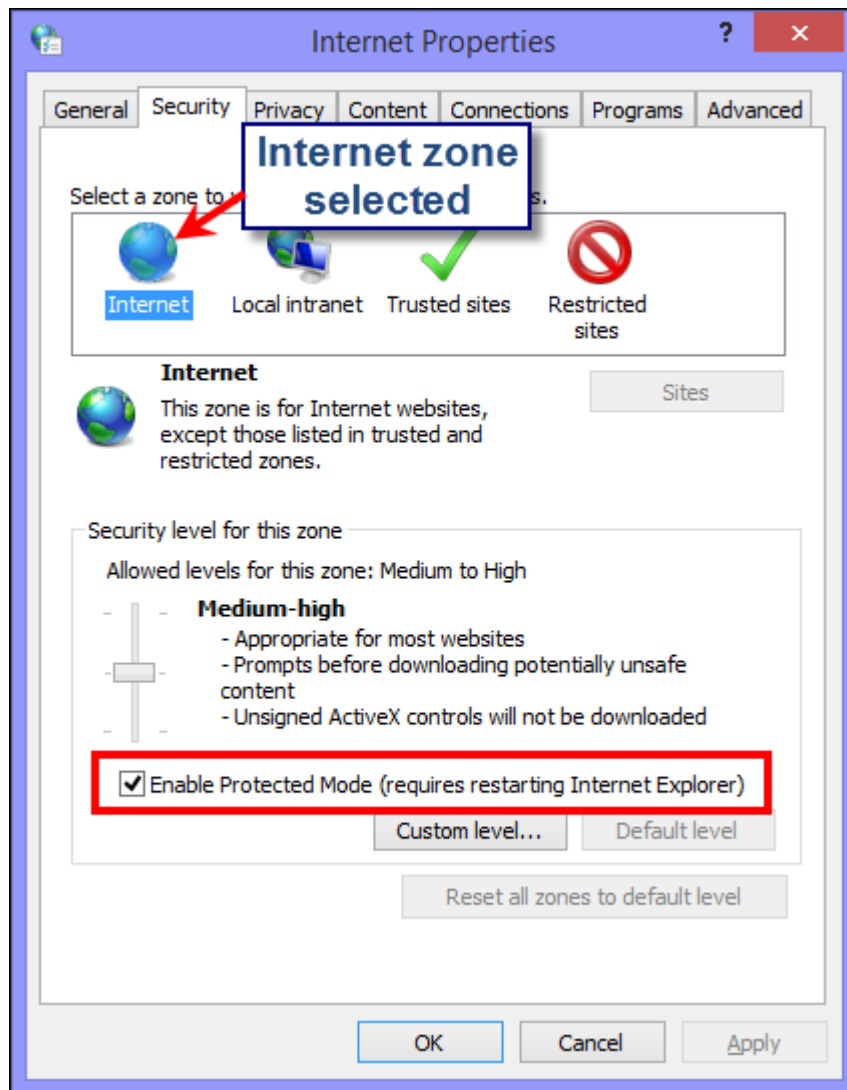 Internet Properties
?
General Security Privacy Content Connections Programs Advanced
Internet zone
selected
Select a zone to
s.
Internet Local intranet Trusted sites Restricted
sites
Internet
Sites
This zone is for Internet websites,
except those listed in trusted and
restricted zones.
Security level for this zone
Allowed levels for this zone: Medium to High
Medium-high
- Appropriate for most websites
- Prompts before downloading potentially unsafe
content
- Unsigned ActiveX controls will not be downloaded
Enable Protected Mode (requires restarting Internet Explorer)
Custom level... Default level
Reset all zones to default level
OK Cancel Apply